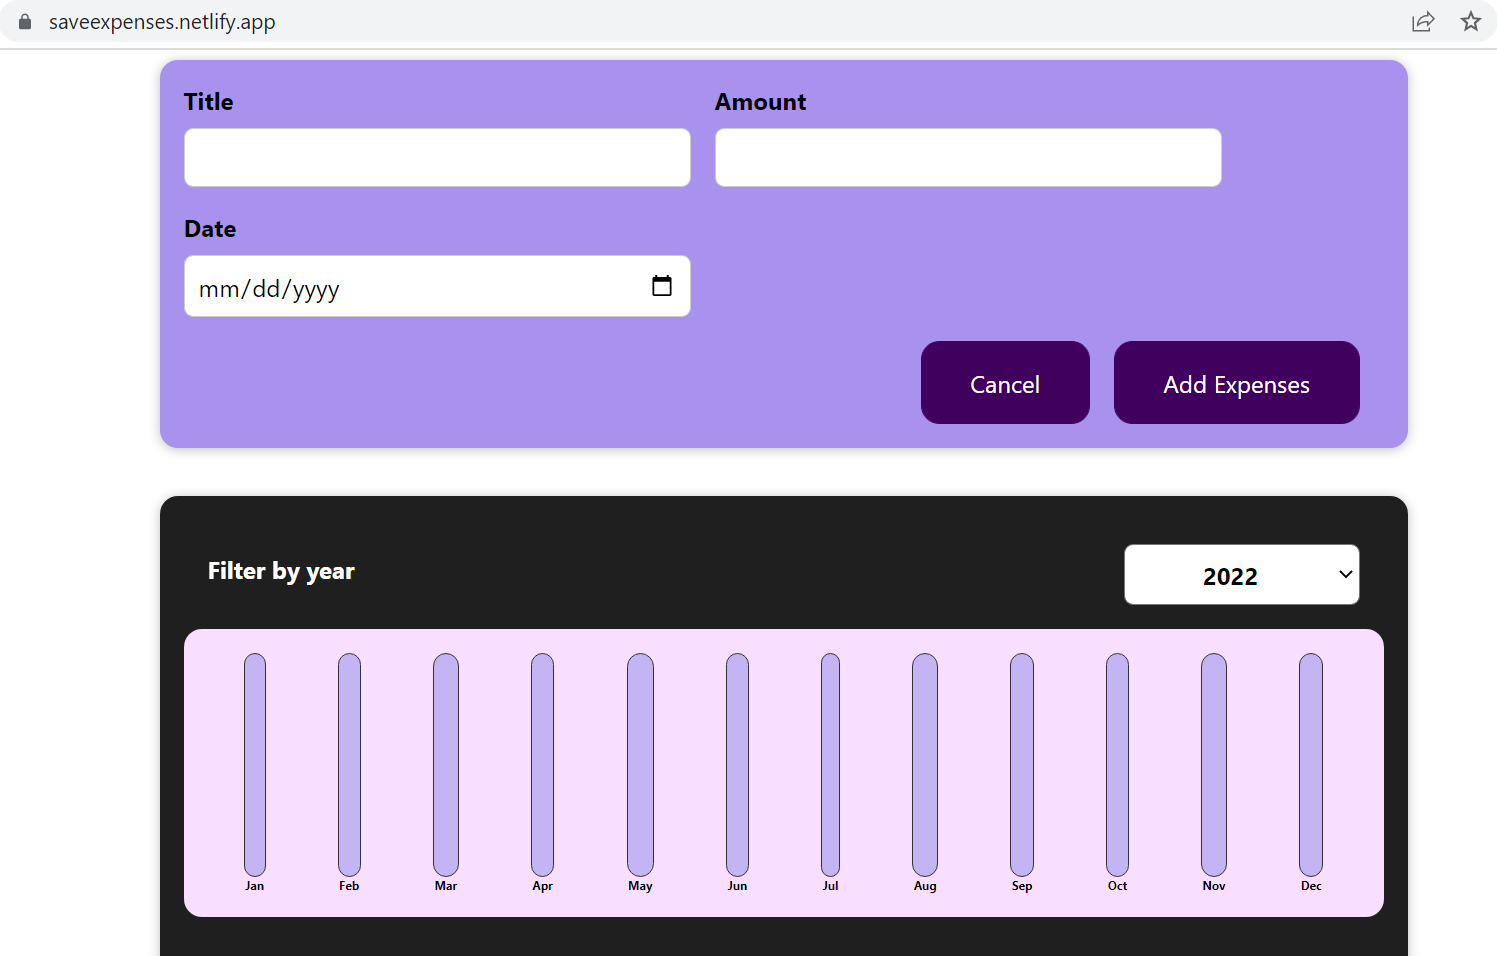 saveexpenses.netlify.app
Title
Amount
Date
mm/dd/yyyy
Cancel
Add Expenses
Filter by year
2022
Jan Feb Mar Apr May Jun Jul Aug Sep Oct Nov Dec